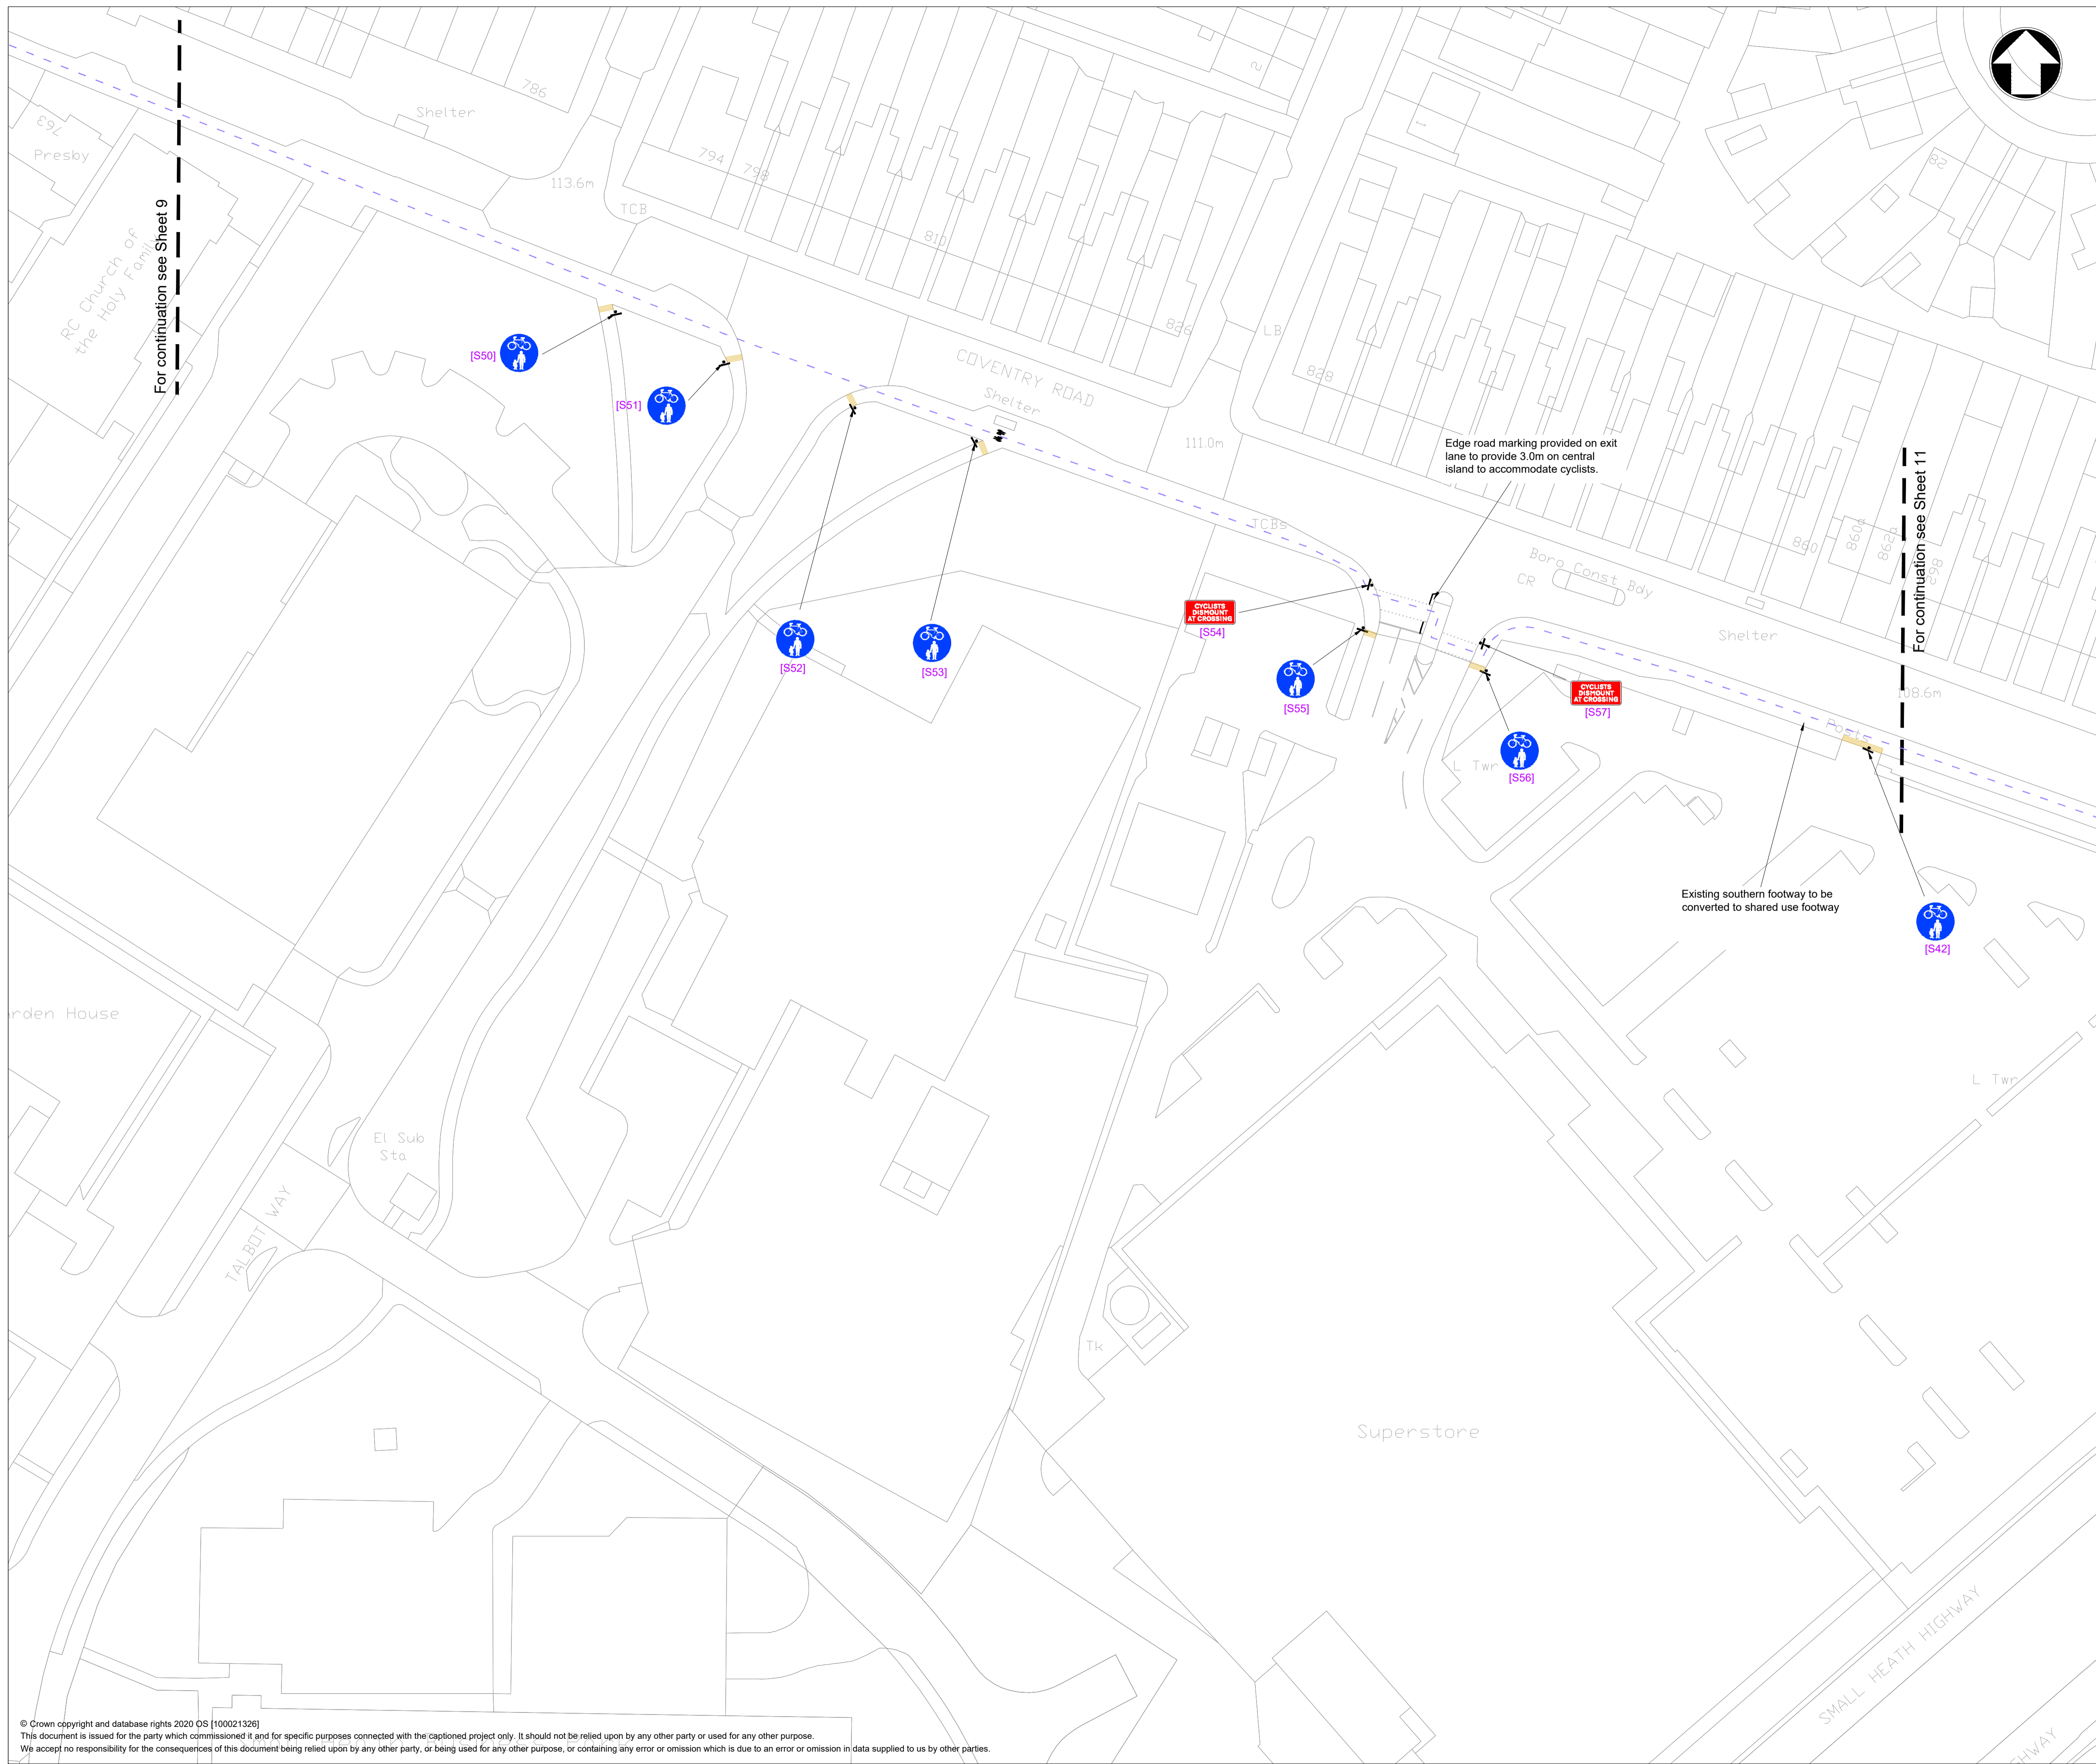 786
Shelter
763
Presby
2
1
82
794
798
113.6m
TCB
810
826
LB
828
RC Church of
the Holy Family
For continuation see Sheet 9
COVENTRY ROAD
Shelter
111.0m
[S50]
[S51]
Edge road marking provided on exit
lane to provide 3.0m on central
island to accommodate cyclists.
TCBs
Boro Const Bdy
CR
860
860a
862a
862
For continuation see Sheet 11
CYCLISTS
DISMOUNT
AT CROSSING
[S54]
Shelter
[S52]
[S53]
[S55]
CYCLISTS
DISMOUNT
AT CROSSING
[S57]
108.6m
Posts
L Twr
[S56]
Existing southern footway to be
converted to shared use footway
[S42]
rden House
L Twr
El Sub
Sta
TALBOT WAY
Tk
Superstore
SMALL HEATH HIGHWAY
HWAY
© Crown copyright and database rights 2020 OS [100021326]
This document is issued for the party which commissioned it and for specific purposes connected with the captioned project only. It should not be relied upon by any other party or used for any other purpose.
We accept no responsibility for the consequences of this document being relied upon by any other party, or being used for any other purpose, or containing any error or omission which is due to an error or omission in data supplied to us by other parties.